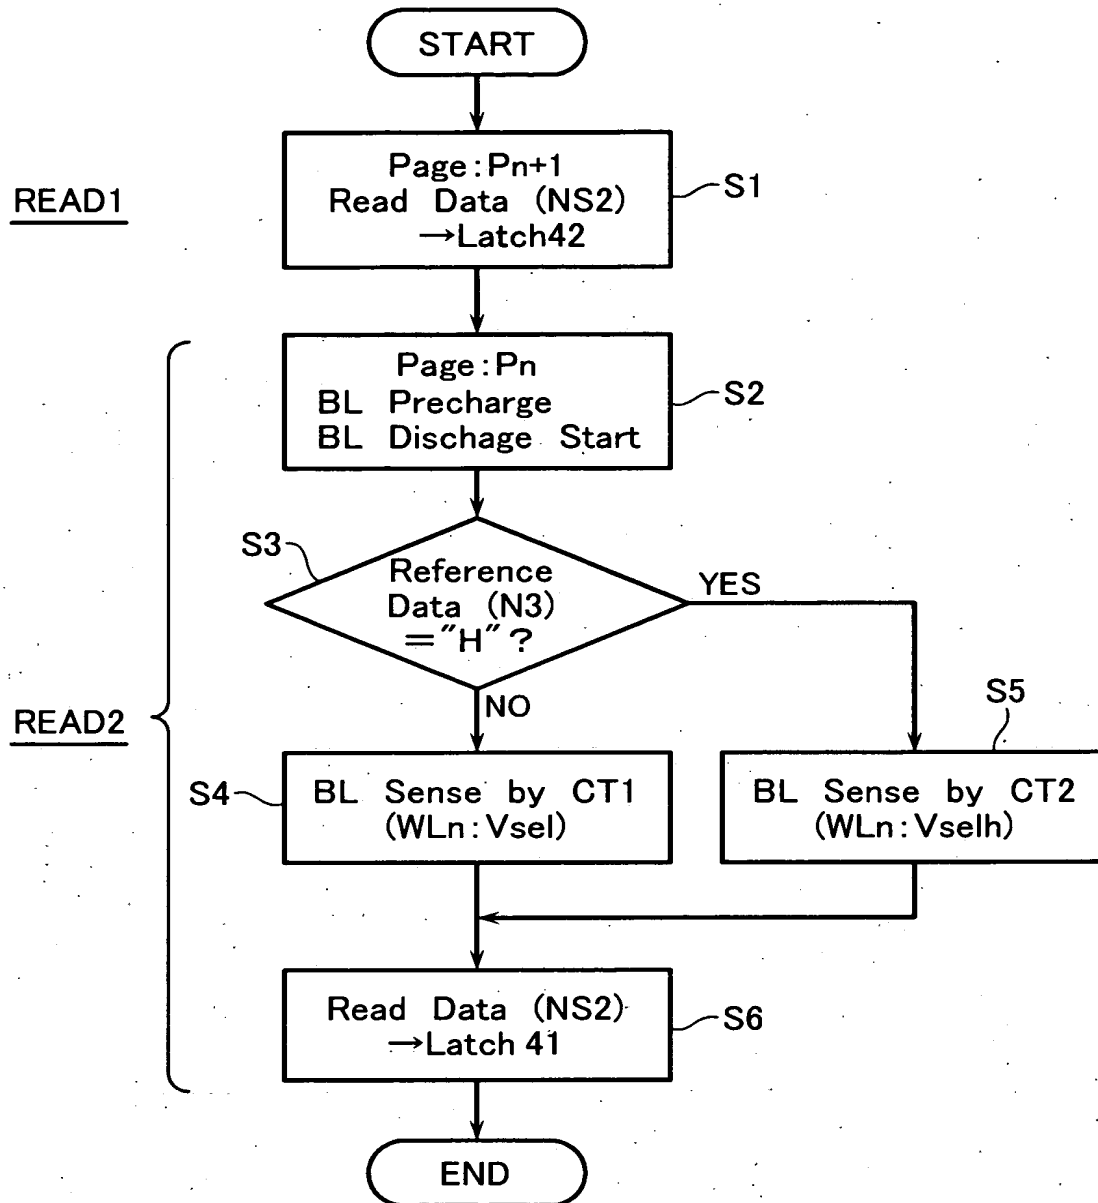 START
Page:Pn+1
Read Data (NS2)
→Latch42
S1
READ1
Page:Pn
BL Precharge
BL Dischage Start
S2
S3
Reference
Data (N3)
="H"?
YES
NO
READ2
S4
BL Sense by CT1
(WLn:Vsel)
S5
BL Sense by CT2
(WLn:Vselh)
Read Data (NS2)
→Latch 41
S6
END